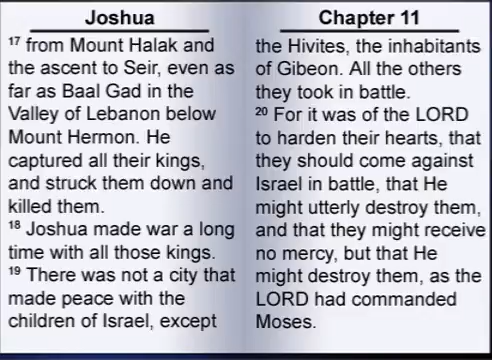 Joshua
17 from Mount Halak and
the ascent to Seir, even as
far as Baal Gad in the
Valley of Lebanon below
Mount Hermon. He
captured all their kings,
and struck them down and
killed them.
18 Joshua made war a long
time with all those kings.
19 There was not a city that
made peace with the
children of Israel, except
Chapter 11
the Hivites, the inhabitants
of Gibeon. All the others
they took in battle.
20 For it was of the LORD
to harden their hearts, that
they should come against
Israel in battle, that He
might utterly destroy them,
and that they might receive
no mercy, but that He
might destroy them, as the
LORD had commanded
Moses.